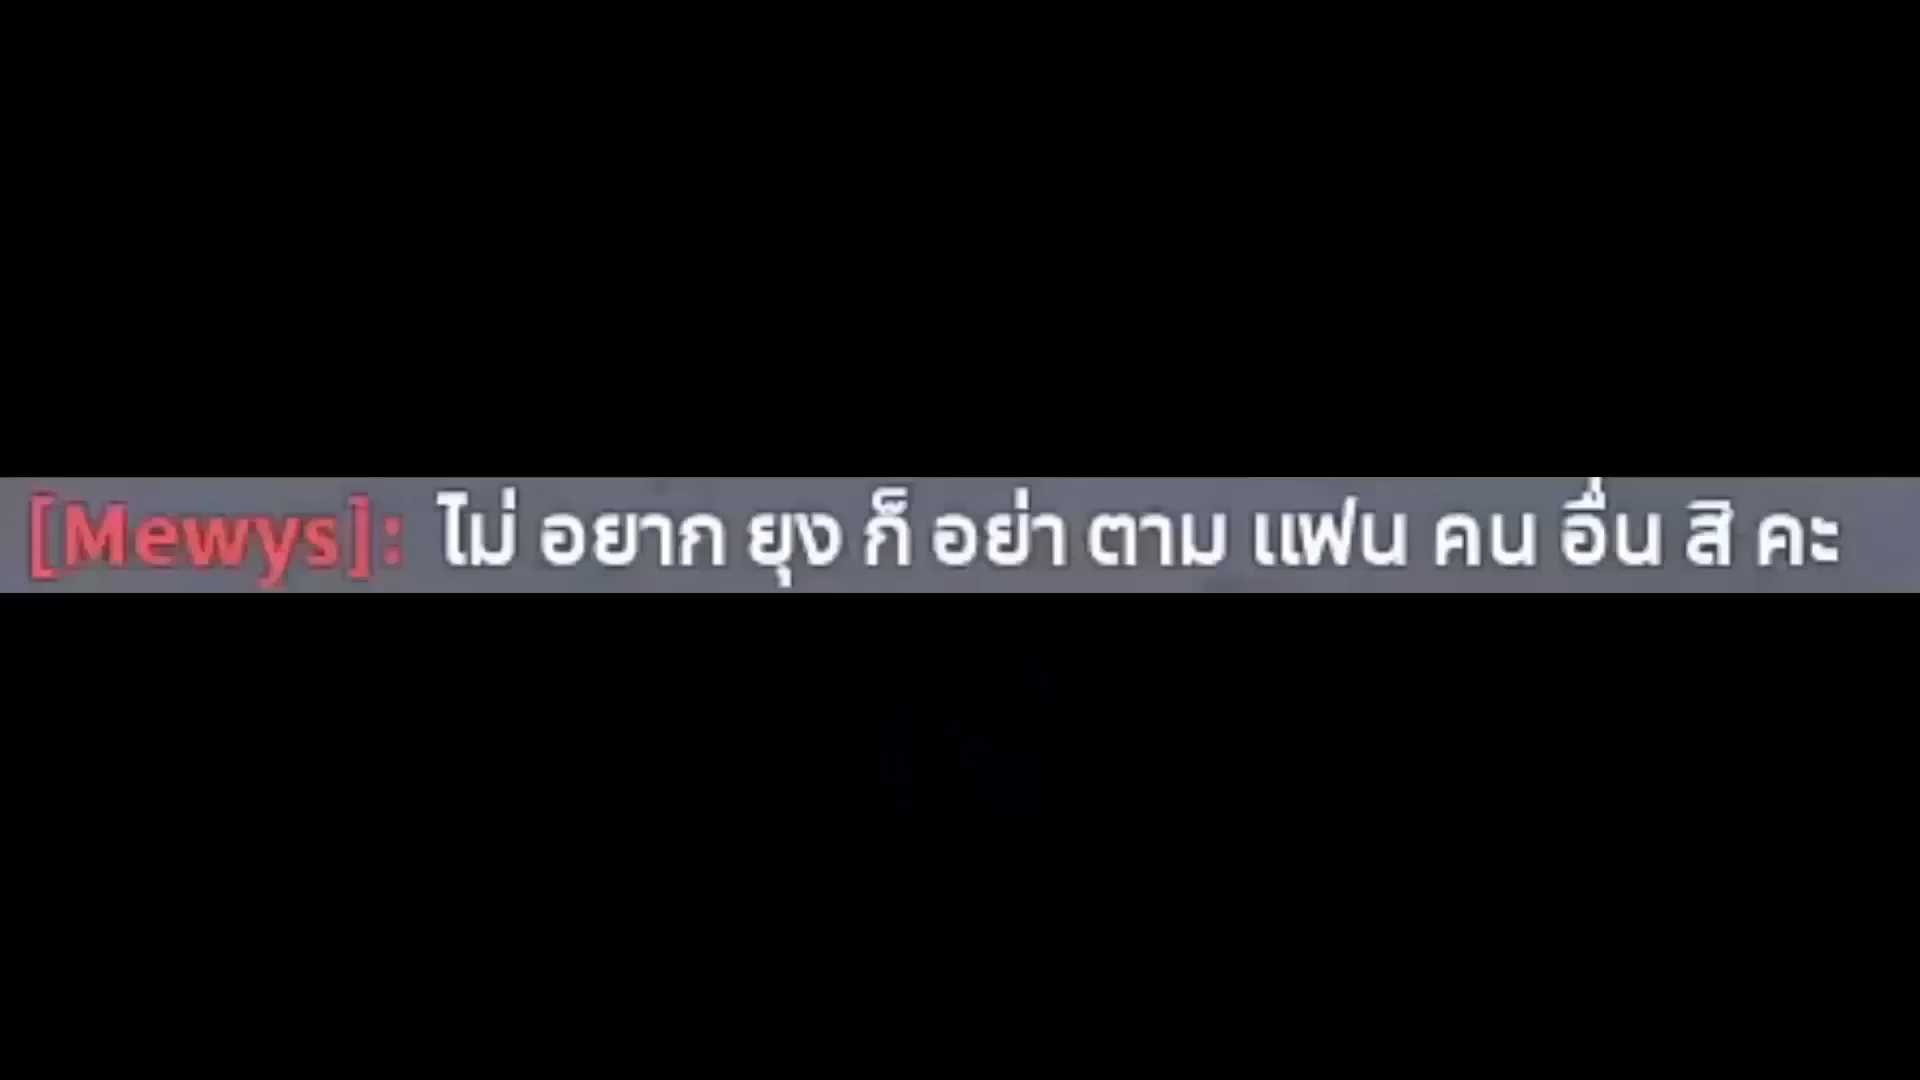 [Mewys]: ไม่ อยาก ยุง ก็ อย่า ตาม แฟน คน อื่น สิ คะ